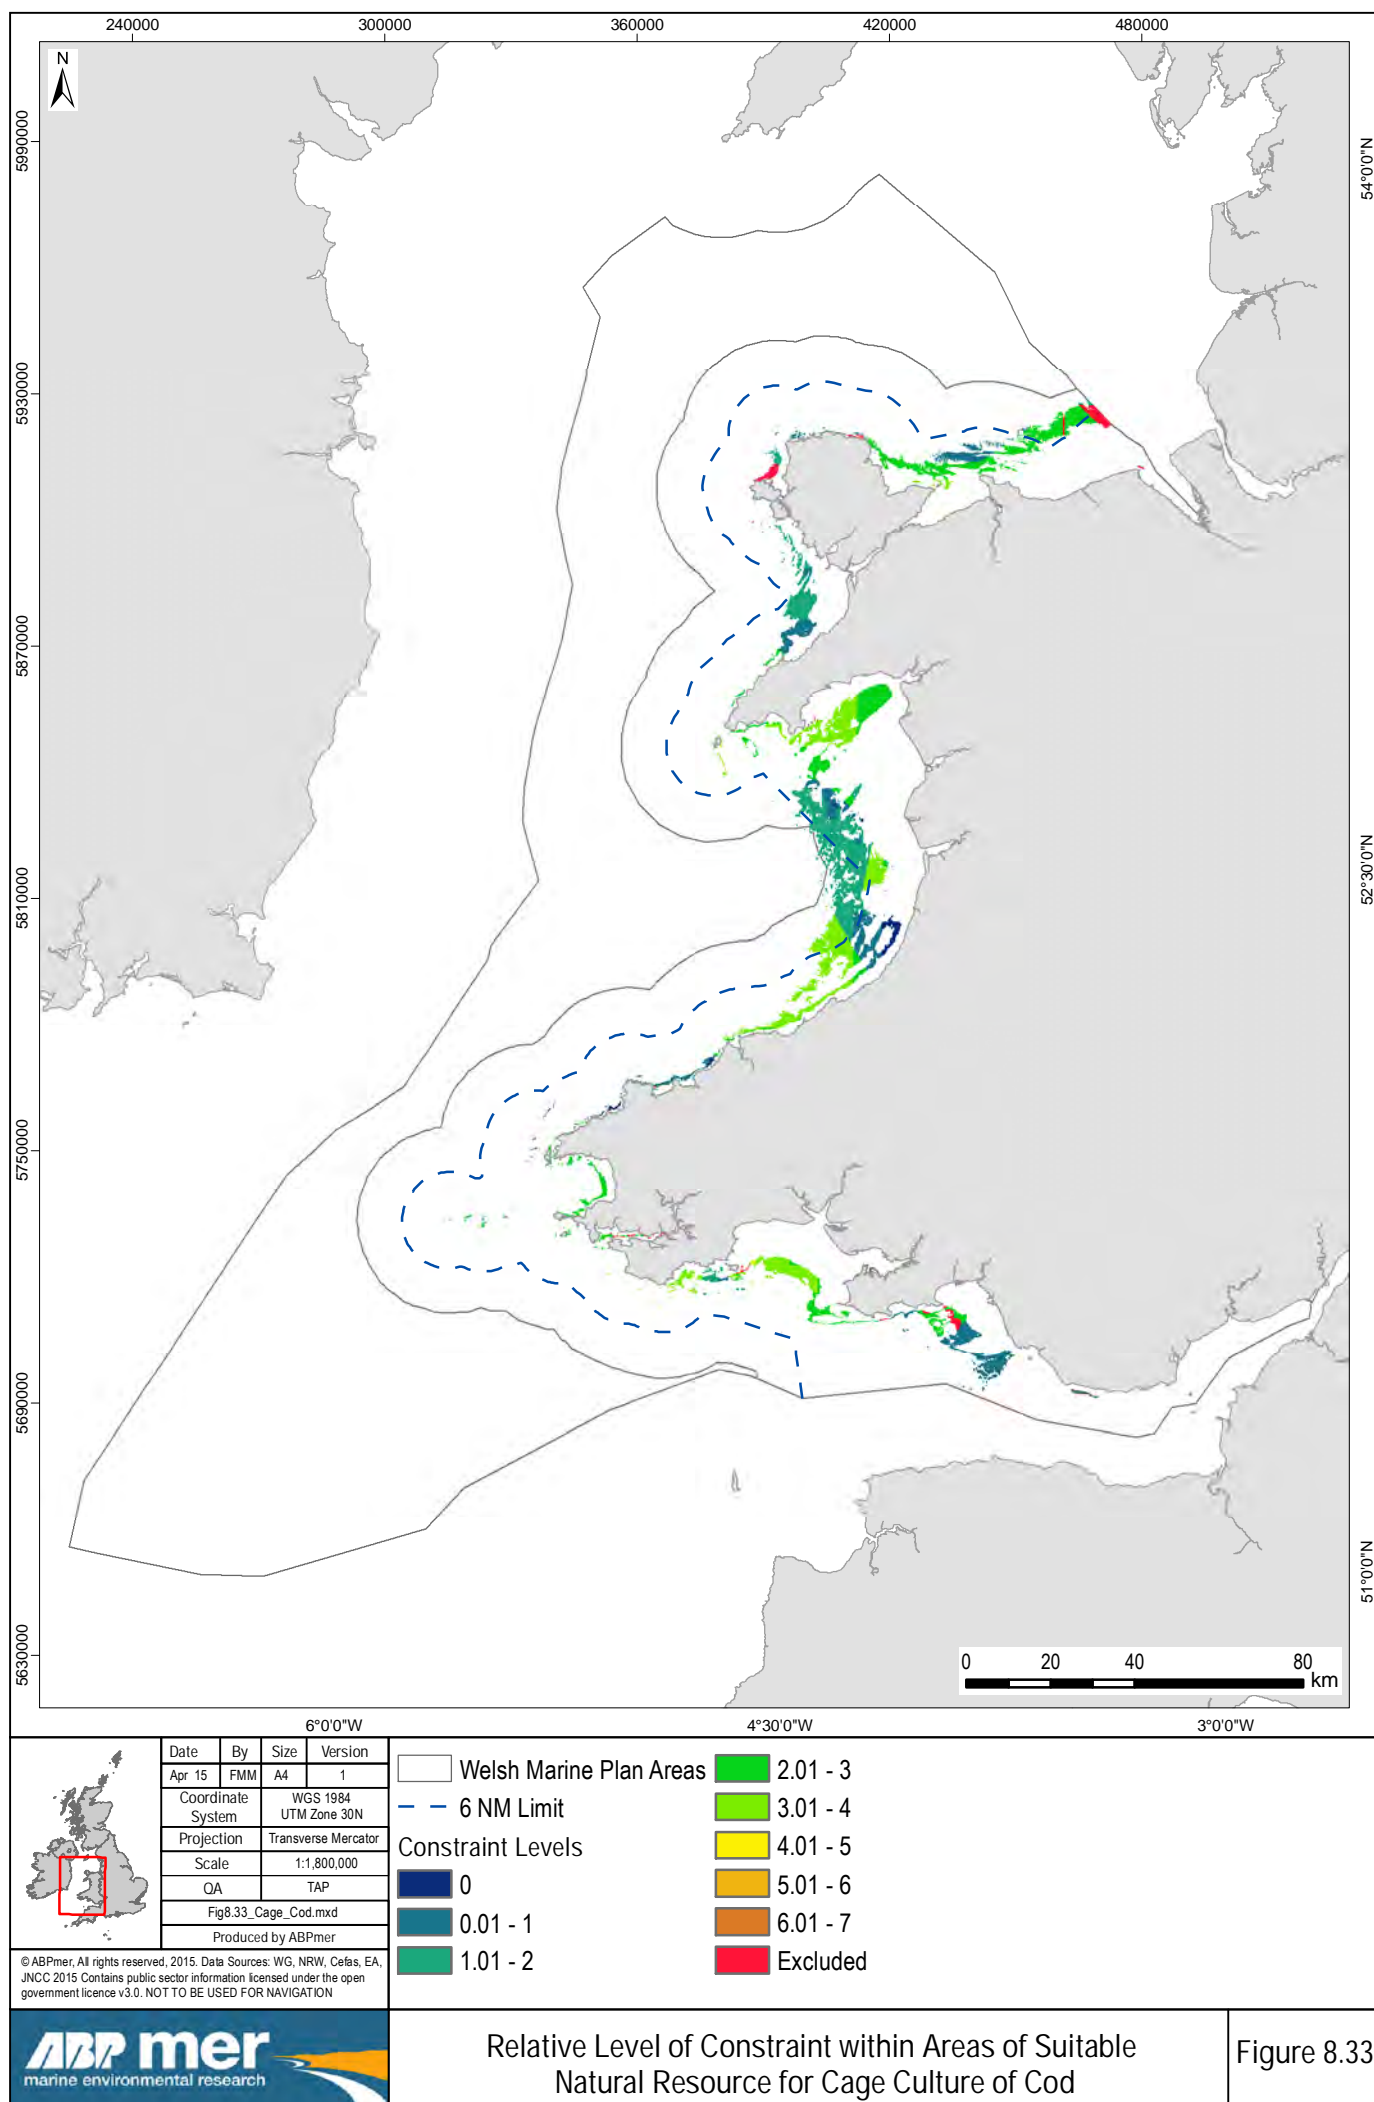 240000 300000 360000 420000 480000
N
5990000
5930000
5870000
5810000
5750000
5690000
5630000
54°0'0"N
52°30'0"N
51°0'0"N
0 20 40 80
km
6°0'0"W 4°30'0"W 3°0'0"W
Date By Size Version
Apr 15 FMM A4 1
Coordinate System WGS 1984 UTM Zone 30N
Projection Transverse Mercator
Scale 1:1,800,000
QA TAP
Fig8.33_Cage_Cod.mxd
Produced by ABPmer
© ABPmer, All rights reserved, 2015. Data Sources: WG, NRW, Cefas, EA,
JNCC 2015 Contains public sector information licensed under the open
government licence v3.0. NOT TO BE USED FOR NAVIGATION
Welsh Marine Plan Areas
6 NM Limit
Constraint Levels
0
0.01 - 1
1.01 - 2
2.01 - 3
3.01 - 4
4.01 - 5
5.01 - 6
6.01 - 7
Excluded
ABP mer
marine environmental research
Relative Level of Constraint within Areas of Suitable
Natural Resource for Cage Culture of Cod
Figure 8.33